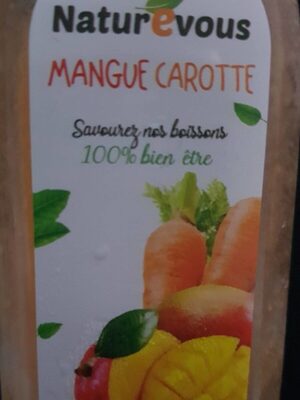 Naturevous
MANGUE CAROTTE
Savourez nos boissons
100% bien être